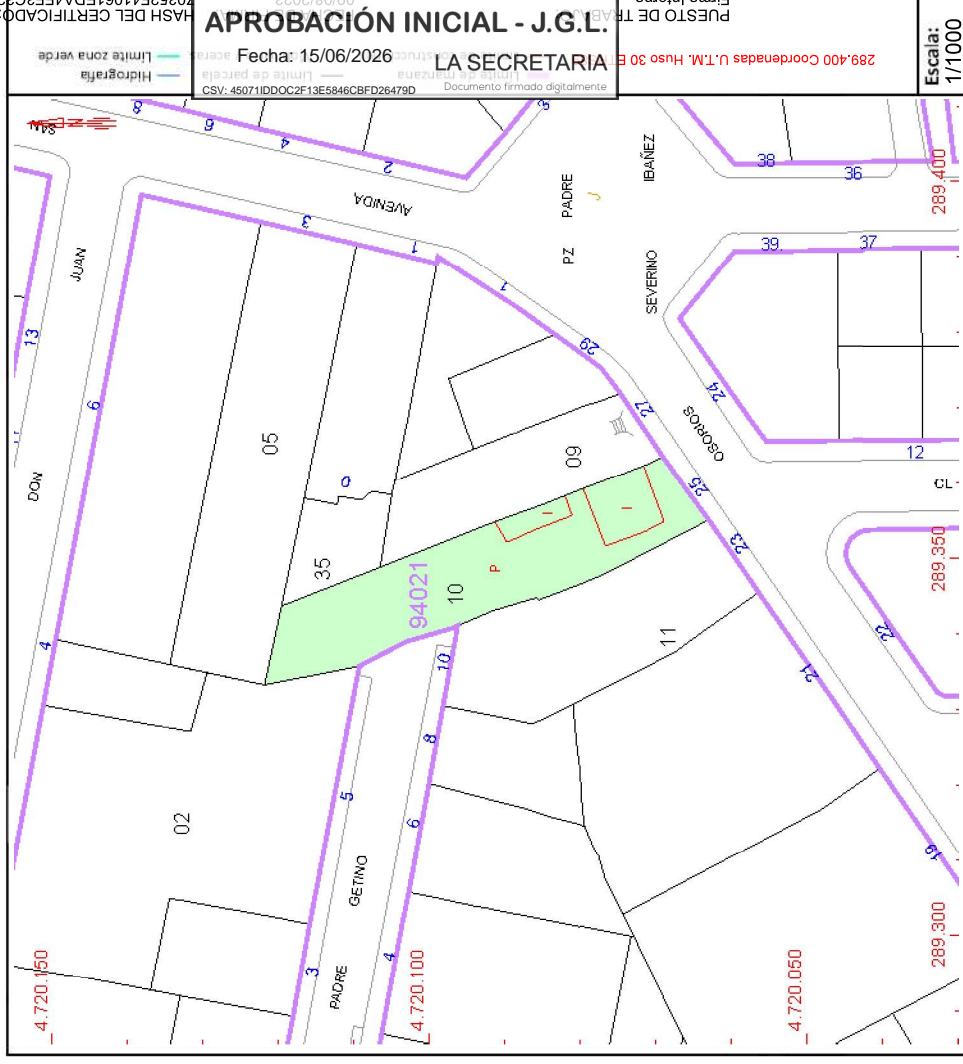 PUESTO DE TRABAJO:
HASH DEL CERTIFICADO:
APROBACIÓN INICIAL - J.G.L.
Fecha: 15/06/2026
LA SECRETARIA
CSV: 45071IDDOC2F13E5846CBFD26479D
Documento firmado digitalmente
Límite zona verde
Hidrografía
Límite de parcela
Límite de manzana
289.400 Coordenadas U.T.M. Huso 30
Escala:
1/1000
SAN
JUAN
DON
AVENIDA
PZ
PADRE
SEVERINO
IBAÑEZ
OSORIOS
CL
PADRE
GETINO
94021
02
05
35
09
10
11
P
I
I
J
O
8
6
4
2
3
1
1
29
27
25
23
21
19
13
6
4
5
3
10
8
6
4
38
36
39
37
24
12
22
4.720.150
4.720.100
4.720.050
289.400
289.350
289.300